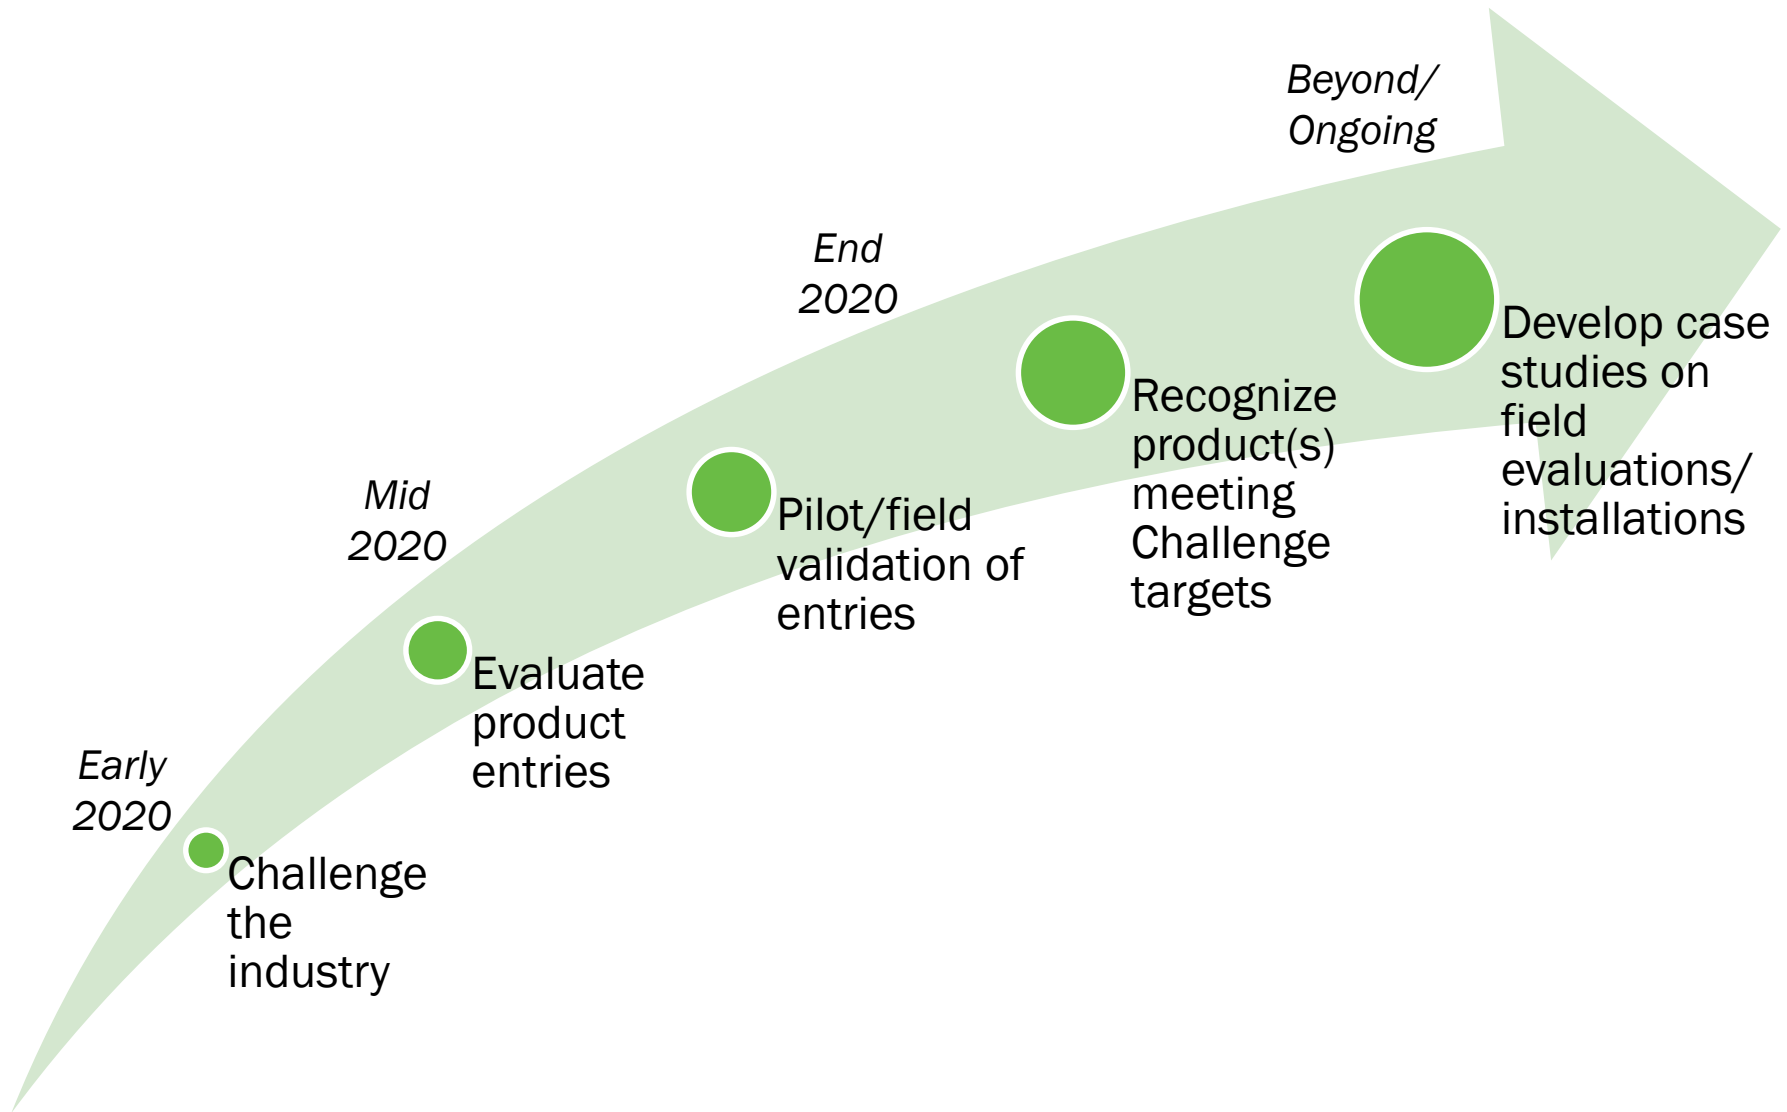 Early
2020
Challenge
the
industry
Mid
2020
Evaluate
product
entries
Pilot/field
validation of
entries
End
2020
Recognize
product(s)
meeting
Challenge
targets
Beyond/
Ongoing
Develop case
studies on
field
evaluations/
installations